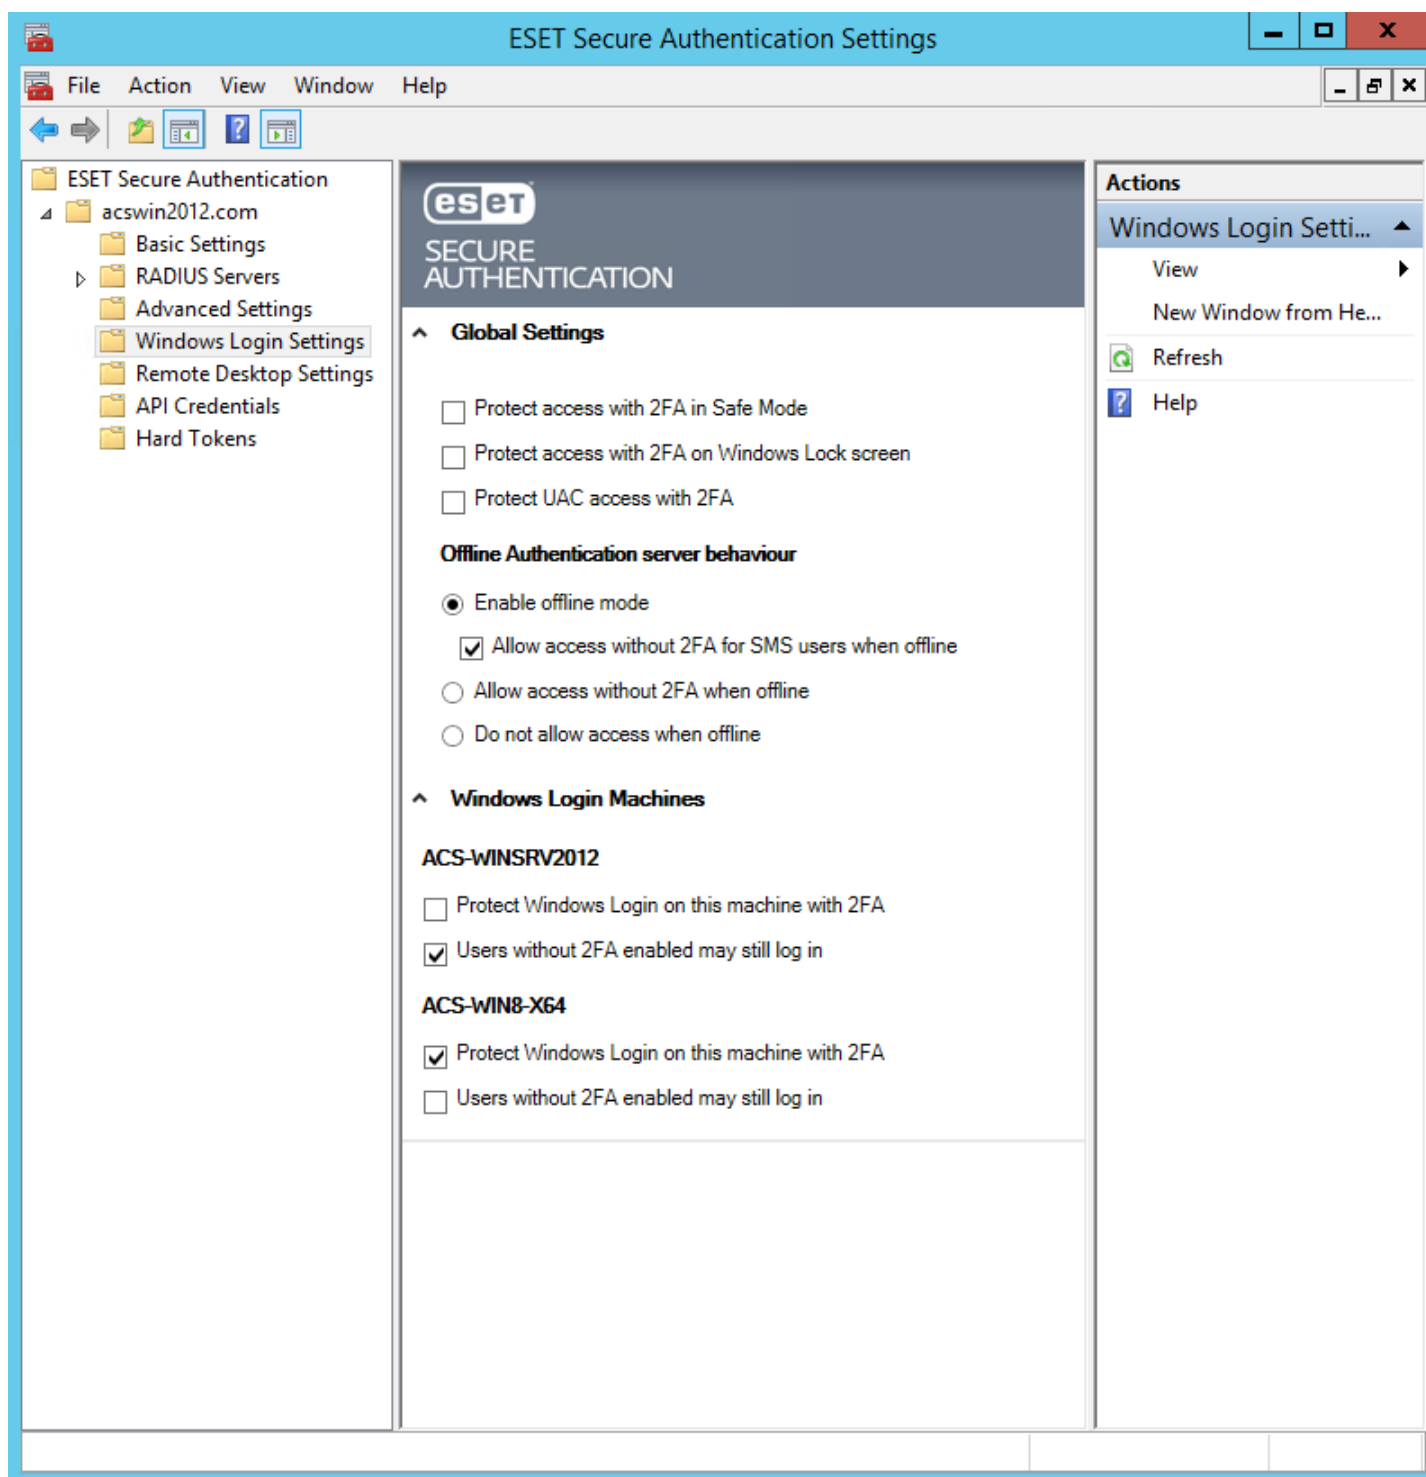 ESET Secure Authentication Settings
File Action View Window Help
ESET Secure Authentication
acswin2012.com
Basic Settings
RADIUS Servers
Advanced Settings
Windows Login Settings
Remote Desktop Settings
API Credentials
Hard Tokens
eseT
SECURE
AUTHENTICATION
Global Settings
Protect access with 2FA in Safe Mode
Protect access with 2FA on Windows Lock screen
Protect UAC access with 2FA
Offline Authentication server behaviour
Enable offline mode
Allow access without 2FA for SMS users when offline
Allow access without 2FA when offline
Do not allow access when offline
Windows Login Machines
ACS-WINSRV2012
Protect Windows Login on this machine with 2FA
Users without 2FA enabled may still log in
ACS-WIN8-X64
Protect Windows Login on this machine with 2FA
Users without 2FA enabled may still log in
Actions
Windows Login Setti...
View
New Window from He...
Refresh
Help